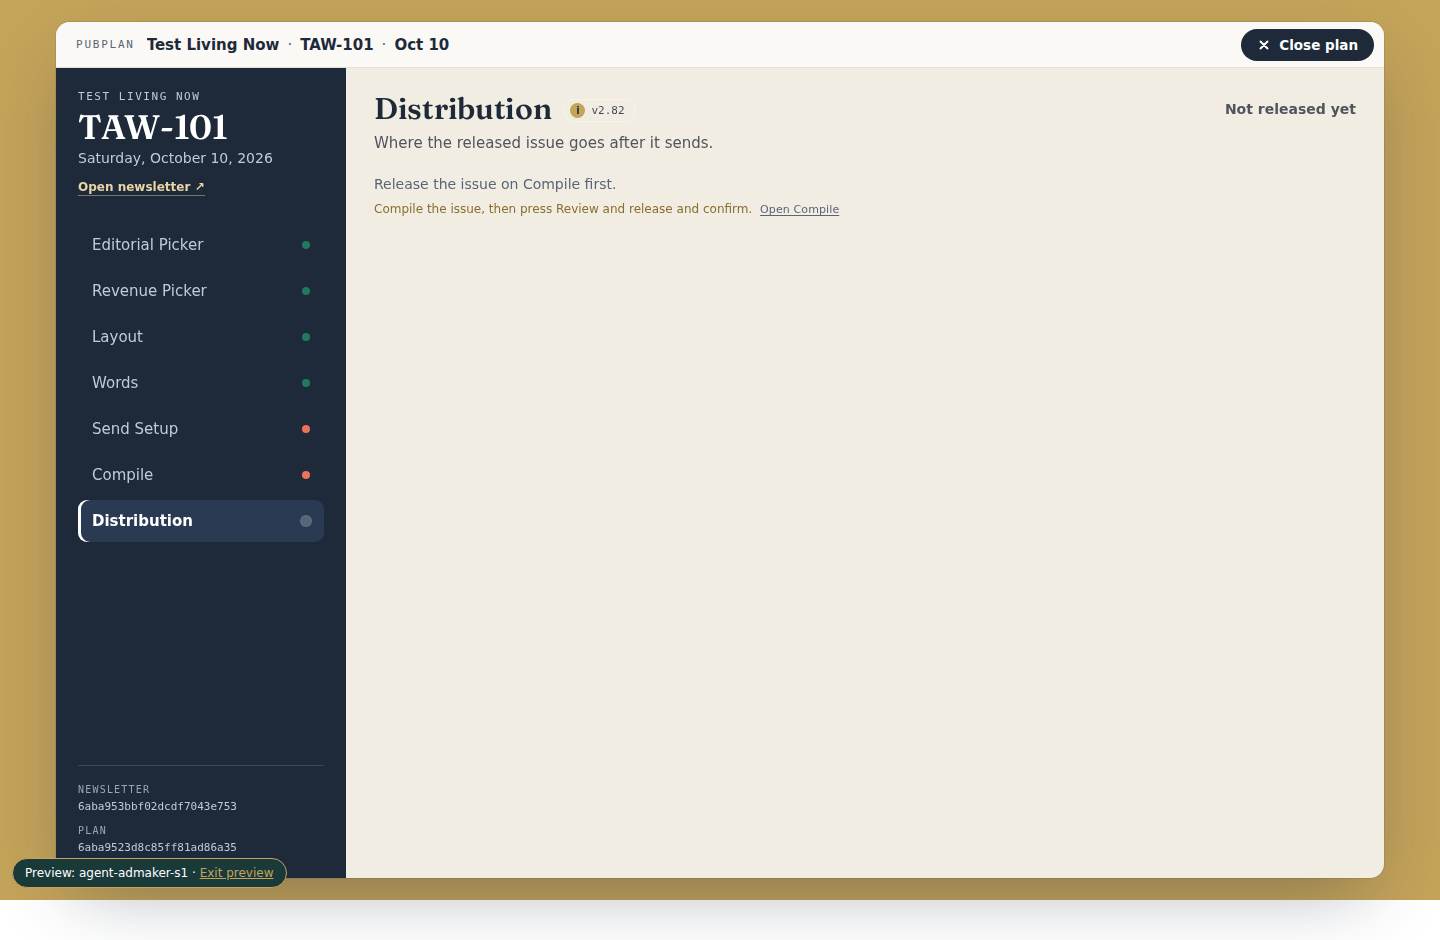 PUBPLAN Test Living Now · TAW-101 · Oct 10
✕ Close plan
TEST LIVING NOW
TAW-101
Saturday, October 10, 2026
Open newsletter ↗
Editorial Picker
Revenue Picker
Layout
Words
Send Setup
Compile
Distribution
NEWSLETTER
6aba953bbf02dcdf7043e753
PLAN
6aba9523d8c85ff81ad86a35
Preview: agent-admaker-s1 · Exit preview
Distribution i v2.82
Not released yet
Where the released issue goes after it sends.
Release the issue on Compile first.
Compile the issue, then press Review and release and confirm. Open Compile